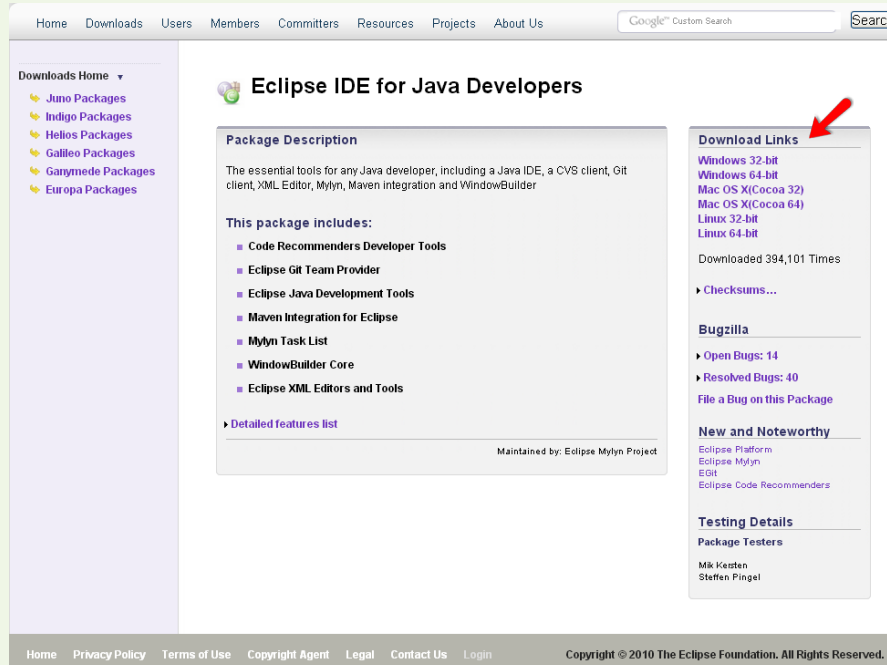 Home Downloads Users Members Committers Resources Projects About Us
Google™ Custom Search
Searc
Downloads Home
Juno Packages
Indigo Packages
Helios Packages
Galileo Packages
Ganymede Packages
Europa Packages
Eclipse IDE for Java Developers
Package Description
The essential tools for any Java developer, including a Java IDE, a CVS client, Git
client, XML Editor, Mylyn, Maven integration and WindowBuilder
This package includes:
Code Recommenders Developer Tools
Eclipse Git Team Provider
Eclipse Java Development Tools
Maven Integration for Eclipse
Mylyn Task List
WindowBuilder Core
Eclipse XML Editors and Tools
Detailed features list
Maintained by: Eclipse Mylyn Project
Download Links
Windows 32-bit
Windows 64-bit
Mac OS X(Cocoa 32)
Mac OS X(Cocoa 64)
Linux 32-bit
Linux 64-bit
Downloaded 394,101 Times
Checksums...
Bugzilla
Open Bugs: 14
Resolved Bugs: 40
File a Bug on this Package
New and Noteworthy
Eclipse Platform
Eclipse Mylyn
EGit
Eclipse Code Recommenders
Testing Details
Package Testers
Mik Kersten
Steffen Pingel
Home Privacy Policy Terms of Use Copyright Agent Legal Contact Us Login
Copyright © 2010 The Eclipse Foundation. All Rights Reserved.